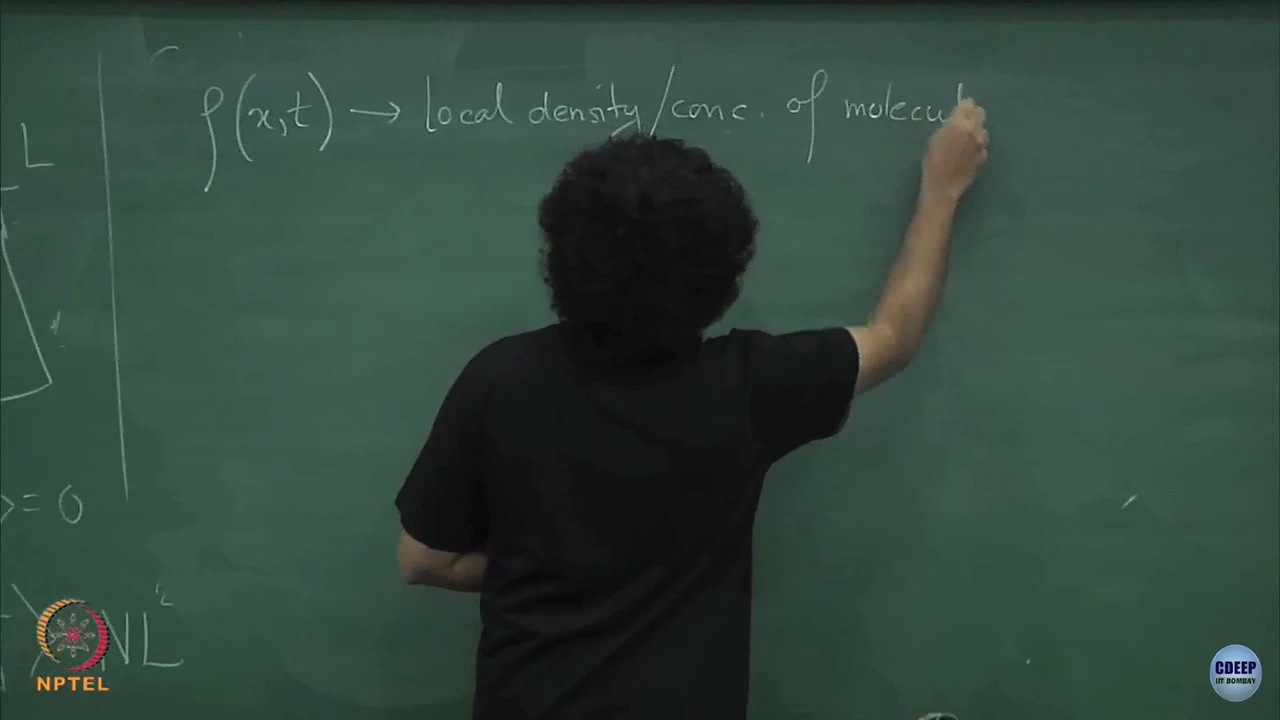 ρ(x,t) → local density/conc. of molecul
L
>= 0
NL²
NPTEL
CDEEP
IIT BOMBAY